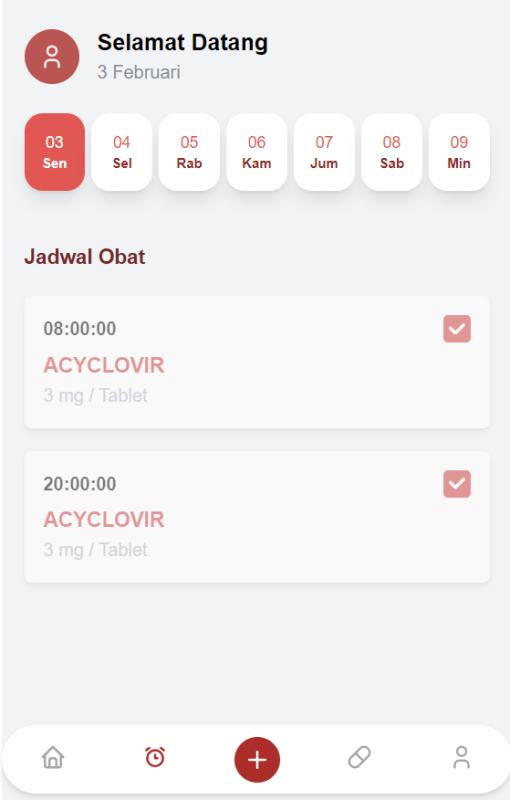 Selamat Datang
3 Februari
03 04 05 06 07 08 09
Sen Sel Rab Kam Jum Sab Min
Jadwal Obat
08:00:00
ACYCLOVIR
3 mg / Tablet
20:00:00
ACYCLOVIR
3 mg / Tablet